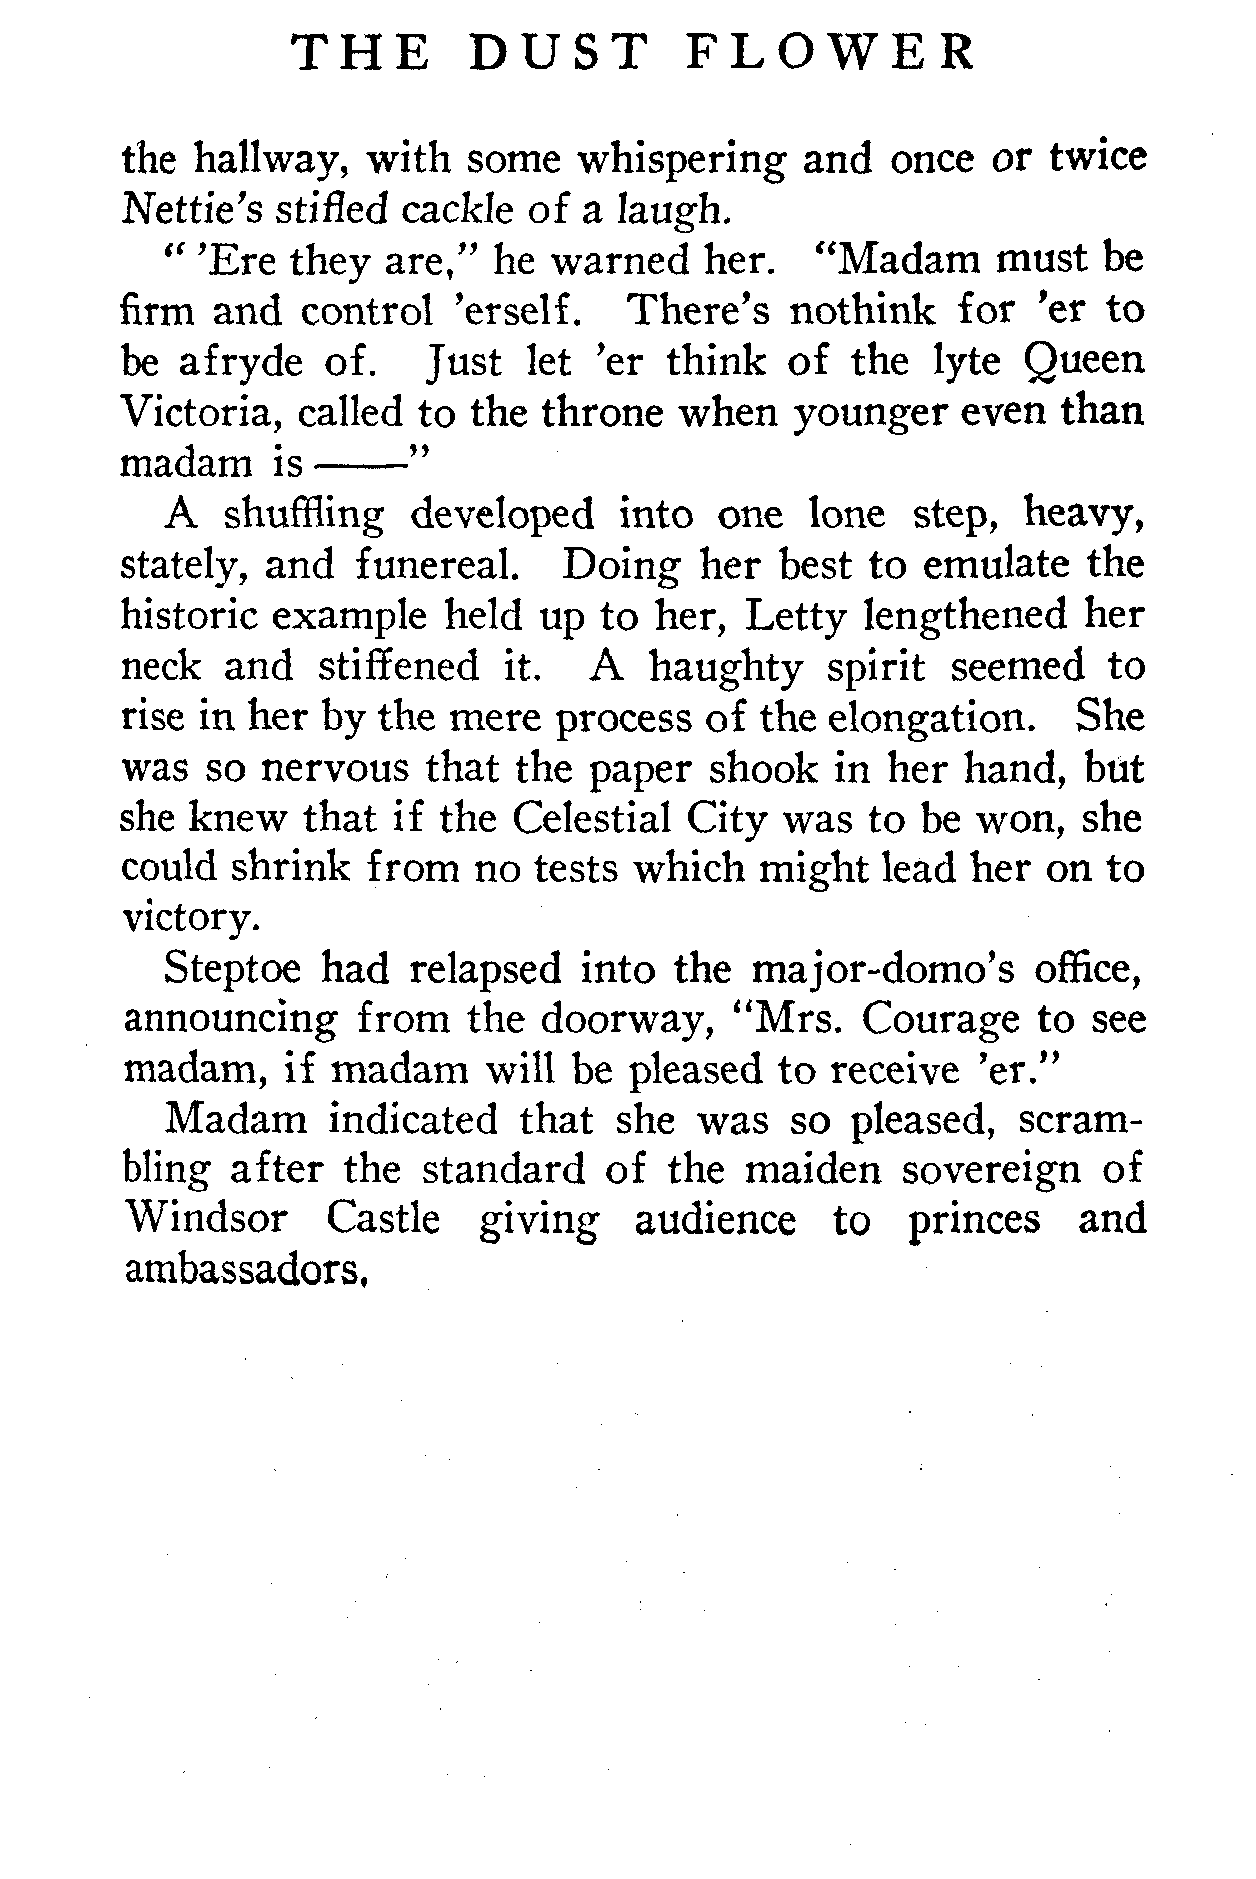 THE DUST FLOWER
the hallway, with some whispering and once or twice
Nettie's stifled cackle of a laugh.
" 'Ere they are," he warned her. "Madam must be
firm and control 'erself. There's nothink for 'er to
be afryde of. Just let 'er think of the lyte Queen
Victoria, called to the throne when younger even than
madam is ——"
A shuffling developed into one lone step, heavy,
stately, and funereal. Doing her best to emulate the
historic example held up to her, Letty lengthened her
neck and stiffened it. A haughty spirit seemed to
rise in her by the mere process of the elongation. She
was so nervous that the paper shook in her hand, but
she knew that if the Celestial City was to be won, she
could shrink from no tests which might lead her on to
victory.
Steptoe had relapsed into the major-domo's office,
announcing from the doorway, "Mrs. Courage to see
madam, if madam will be pleased to receive 'er."
Madam indicated that she was so pleased, scram-
bling after the standard of the maiden sovereign of
Windsor Castle giving audience to princes and
ambassadors.